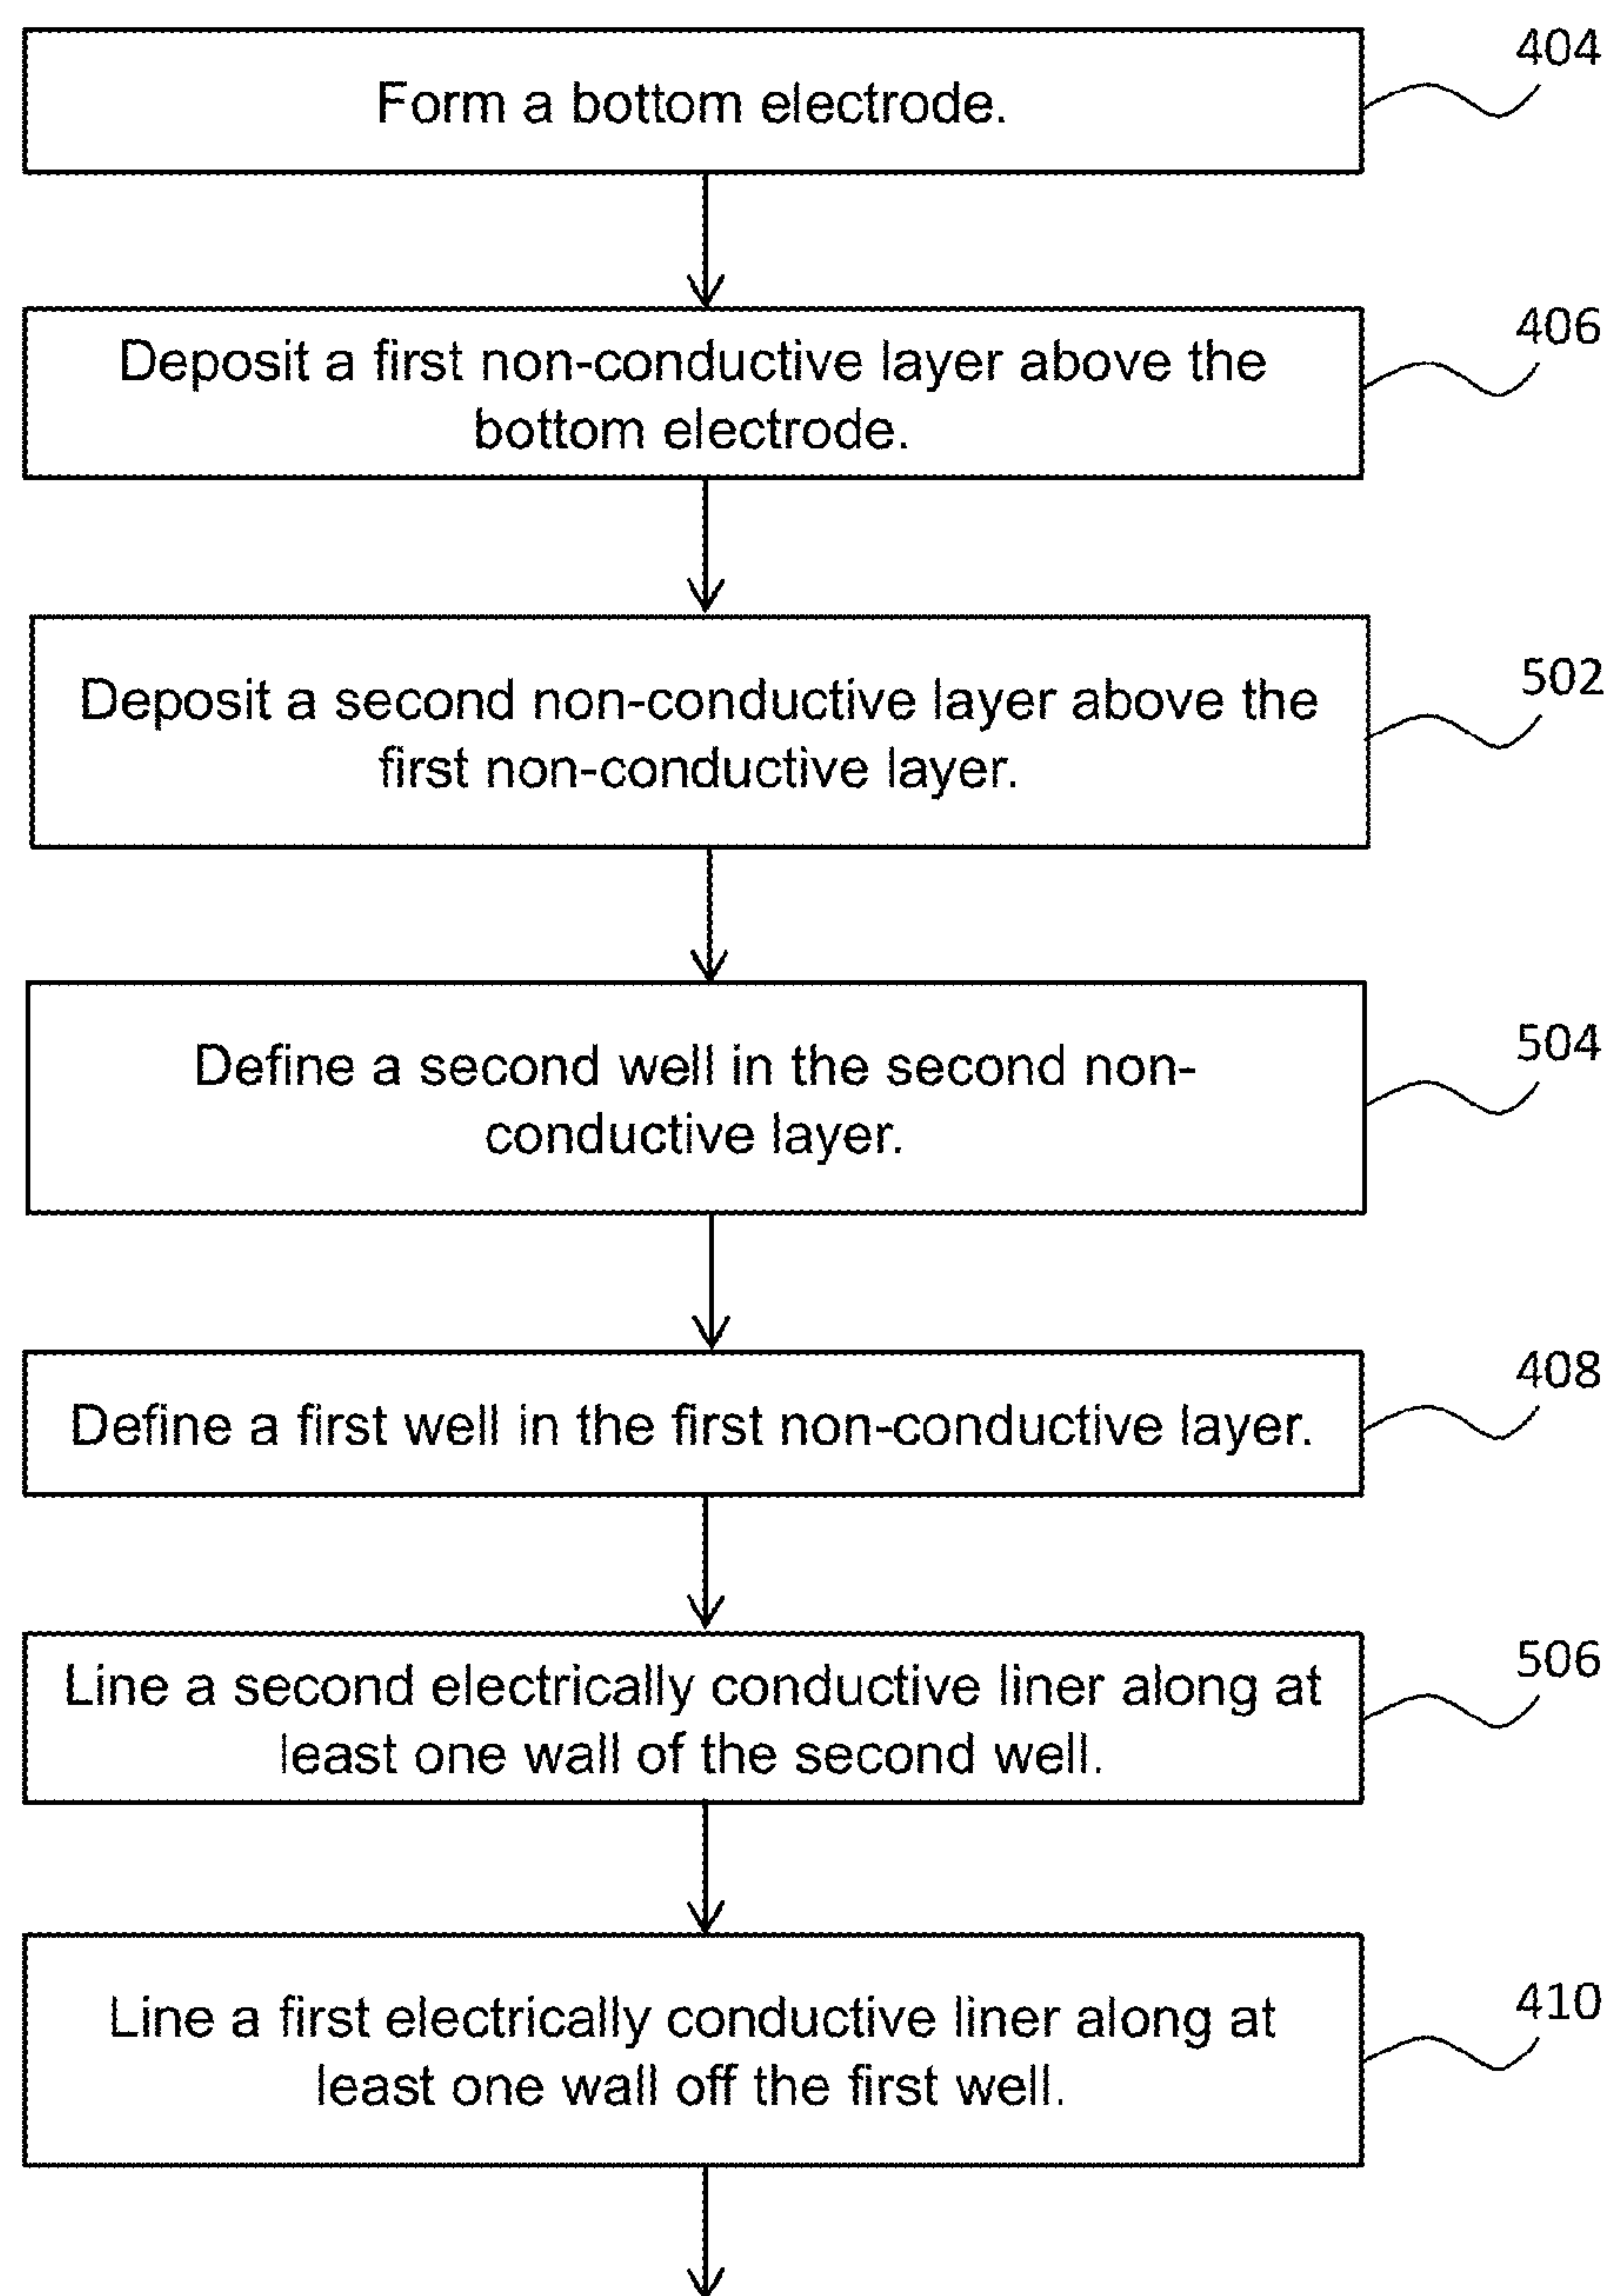 404
Form a bottom electrode.
406
Deposit a first non-conductive layer above the
bottom electrode.
502
Deposit a second non-conductive layer above the
first non-conductive layer.
504
Define a second well in the second non-
conductive layer.
408
Define a first well in the first non-conductive layer.
506
Line a second electrically conductive liner along at
least one wall of the second well.
410
Line a first electrically conductive liner along at
least one wall off the first well.